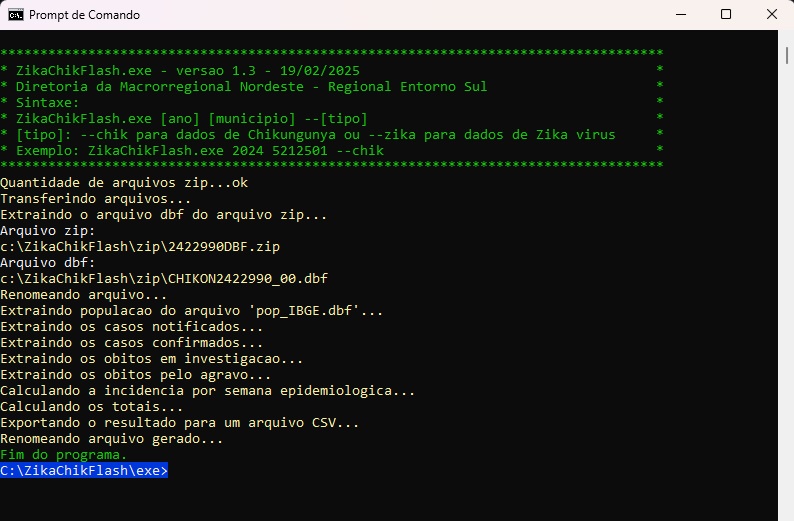 Prompt de Comando
********************************************************************************
* ZikaChikFlash.exe - versao 1.3 - 19/02/2025 *
* Diretoria da Macrorregional Nordeste - Regional Entorno Sul *
* Sintaxe: *
* ZikaChikFlash.exe [ano] [municipio] --[tipo] *
* [tipo]: --chik para dados de Chikungunya ou --zika para dados de Zika virus *
* Exemplo: ZikaChikFlash.exe 2024 5212501 --chik *
********************************************************************************
Quantidade de arquivos zip...ok
Transferindo arquivos...
Extraindo o arquivo dbf do arquivo zip...
Arquivo zip:
c:\ZikaChikFlash\zip\2422990DBF.zip
Arquivo dbf:
c:\ZikaChikFlash\zip\CHIKON2422990_00.dbf
Renomeando arquivo...
Extraindo populacao do arquivo 'pop_IBGE.dbf'...
Extraindo os casos notificados...
Extraindo os casos confirmados...
Extraindo os obitos em investigacao...
Extraindo os obitos pelo agravo...
Calculando a incidencia por semana epidemiologica...
Calculando os totais...
Exportando o resultado para um arquivo CSV...
Renomeando arquivo gerado...
Fim do programa.
C:\ZikaChikFlash\exe>